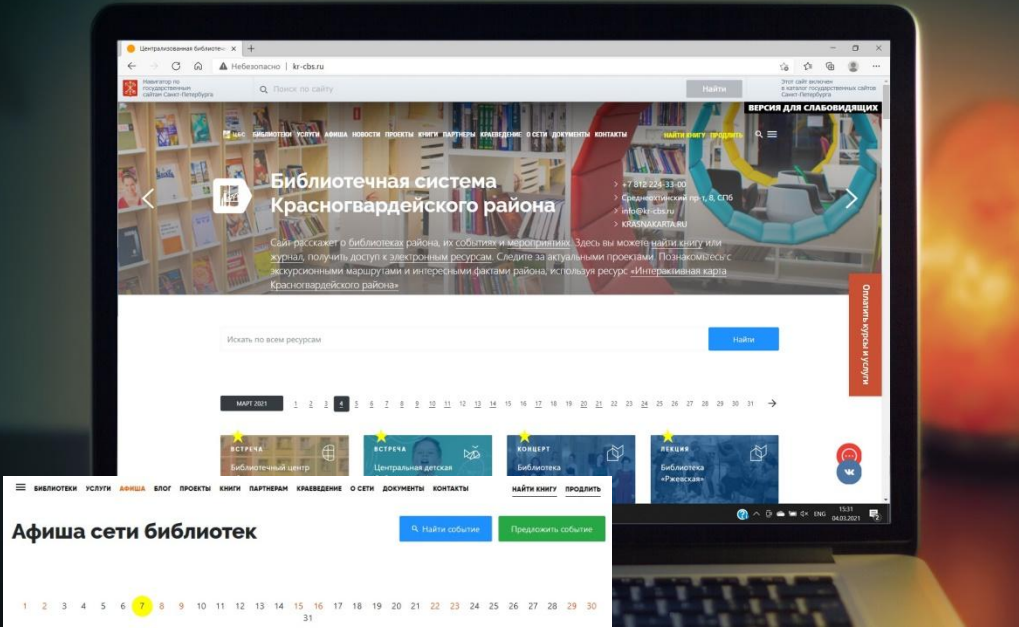 Централизованная библиоте
Небезопасно | kr-cbs.ru
Навигатор по
государственным
сайтам Санкт-Петербурга
Поиск по сайту
Найти
Этот сайт включен
в каталог государственных сайтов
Санкт-Петербурга
ВЕРСИЯ ДЛЯ СЛАБОВИДЯЩИХ
ЦБС БИБЛИОТЕКИ УСЛУГИ АФИША НОВОСТИ ПРОЕКТЫ КНИГИ ПАРТНЕРЫ КРАЕВЕДЕНИЕ О СЕТИ ДОКУМЕНТЫ КОНТАКТЫ НАЙТИ КНИГУ ПРОДЛИТЬ
Библиотечная система
Красногвардейского района
> +7 812 224-33-00
> Среднеохтинский пр-т, 8, СПб
> info@kr-cbs.ru
> KRASNAKARTA.RU
Сайт расскажет о библиотеках района, их событиях и мероприятиях. Здесь вы можете найти книгу или
журнал, получить доступ к электронным ресурсам. Следите за актуальными проектами. Познакомьтесь с
экскурсионными маршрутами и интересными фактами района, используя ресурс «Интерактивная карта
Красногвардейского района»
Оплатить курсы и услуги
Искать по всем ресурсам
Найти
МАРТ 2021 1 2 3 4 5 6 7 8 9 10 11 12 13 14 15 16 17 18 19 20 21 22 23 24 25 26 27 28 29 30 31
ВСТРЕЧА
Библиотечный центр
ВСТРЕЧА
Центральная детская
КОНЦЕРТ
Библиотека
ЛЕКЦИЯ
Библиотека
«Ржевская»
ENG
15:31
04.03.2021
БИБЛИОТЕКИ УСЛУГИ АФИША БЛОГ ПРОЕКТЫ КНИГИ ПАРТНЕРАМ КРАЕВЕДЕНИЕ О СЕТИ ДОКУМЕНТЫ КОНТАКТЫ НАЙТИ КНИГУ ПРОДЛИТЬ
Афиша сети библиотек
Найти событие
Предложить событие
1 2 3 4 5 6 7 8 9 10 11 12 13 14 15 16 17 18 19 20 21 22 23 24 25 26 27 28 29 30
31